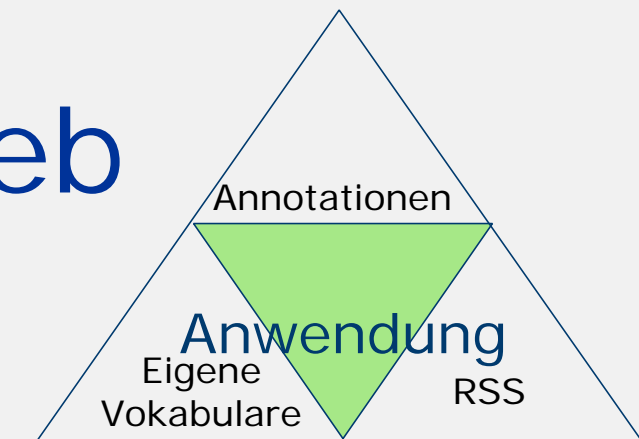 eb
Annotationen
Anwendung
Eigene
Vokabulare
RSS